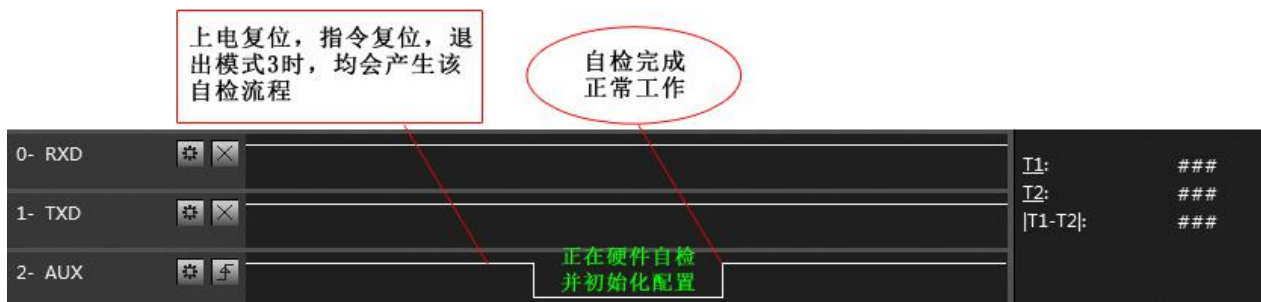 上电复位，指令复位，退
出模式3时，均会产生该
自检流程
自检完成
正常工作
0- RXD
T1: ###
T2: ###
1- TXD
|T1-T2|: ###
正在硬件自检
2- AUX
并初始化配置